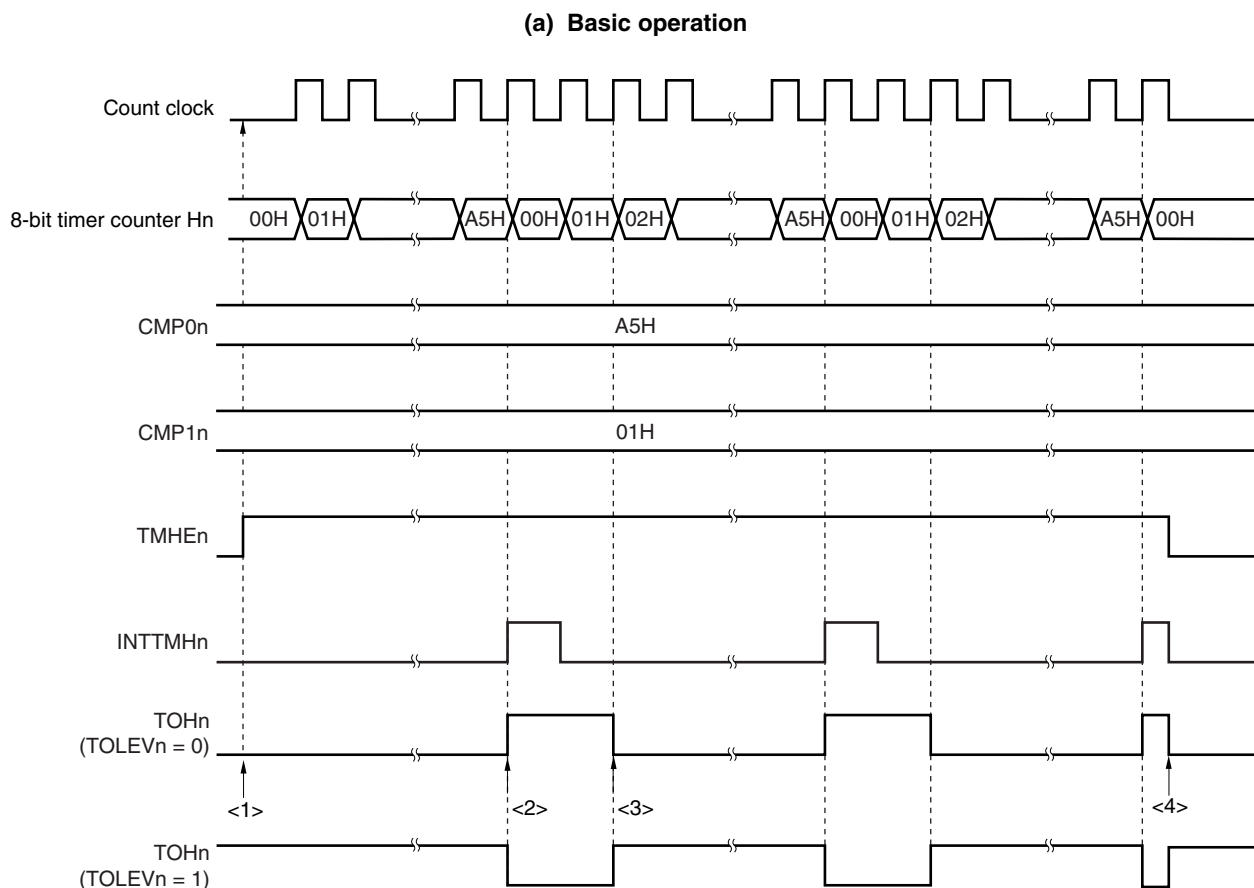 (a) Basic operation
Count clock
8-bit timer counter Hn 00H 01H A5H 00H 01H 02H A5H 00H 01H 02H A5H 00H
CMP0n A5H
CMP1n 01H
TMHEn
INTTMHn
TOHn
(TOLEVn = 0)
<1> <2> <3> <4>
TOHn
(TOLEVn = 1)